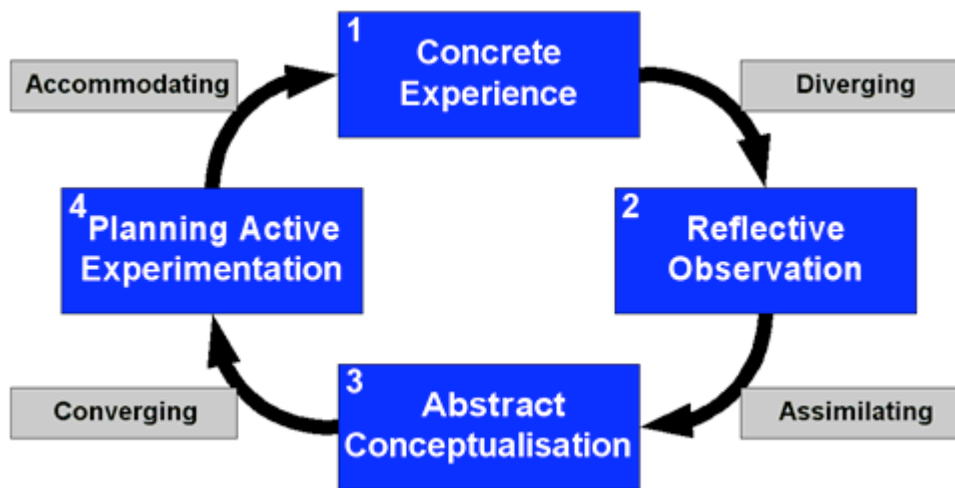 1
Concrete
Experience
Diverging
2
Reflective
Observation
Assimilating
3
Abstract
Conceptualisation
Converging
4
Planning Active
Experimentation
Accommodating